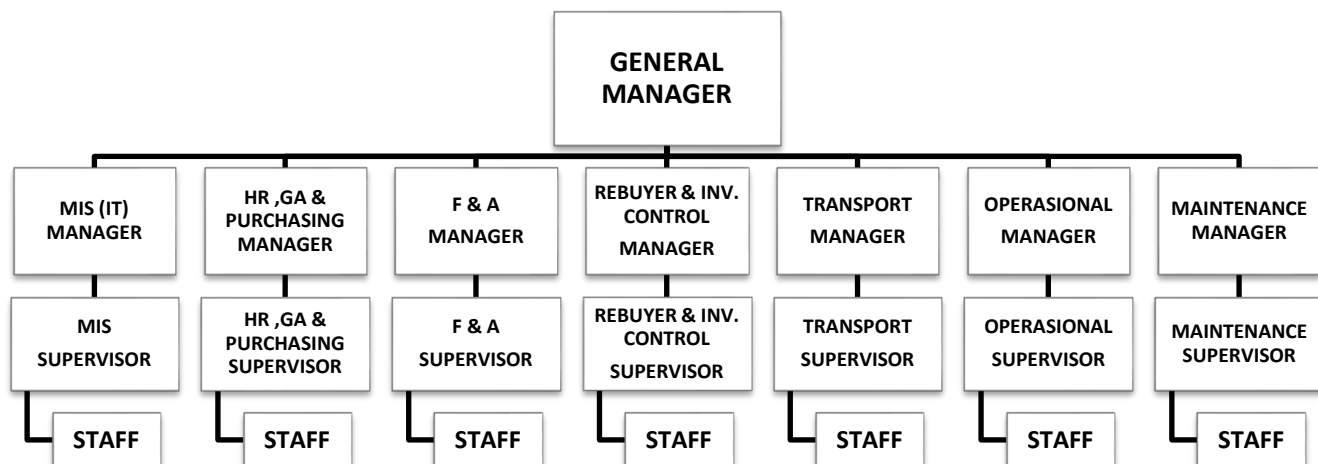 GENERAL
MANAGER
MIS (IT)
MANAGER
HR ,GA &
PURCHASING
MANAGER
F & A
MANAGER
REBUYER & INV.
CONTROL
MANAGER
TRANSPORT
MANAGER
OPERASIONAL
MANAGER
MAINTENANCE
MANAGER
MIS
SUPERVISOR
HR ,GA &
PURCHASING
SUPERVISOR
F & A
SUPERVISOR
REBUYER & INV.
CONTROL
SUPERVISOR
TRANSPORT
SUPERVISOR
OPERASIONAL
SUPERVISOR
MAINTENANCE
SUPERVISOR
STAFF
STAFF
STAFF
STAFF
STAFF
STAFF
STAFF